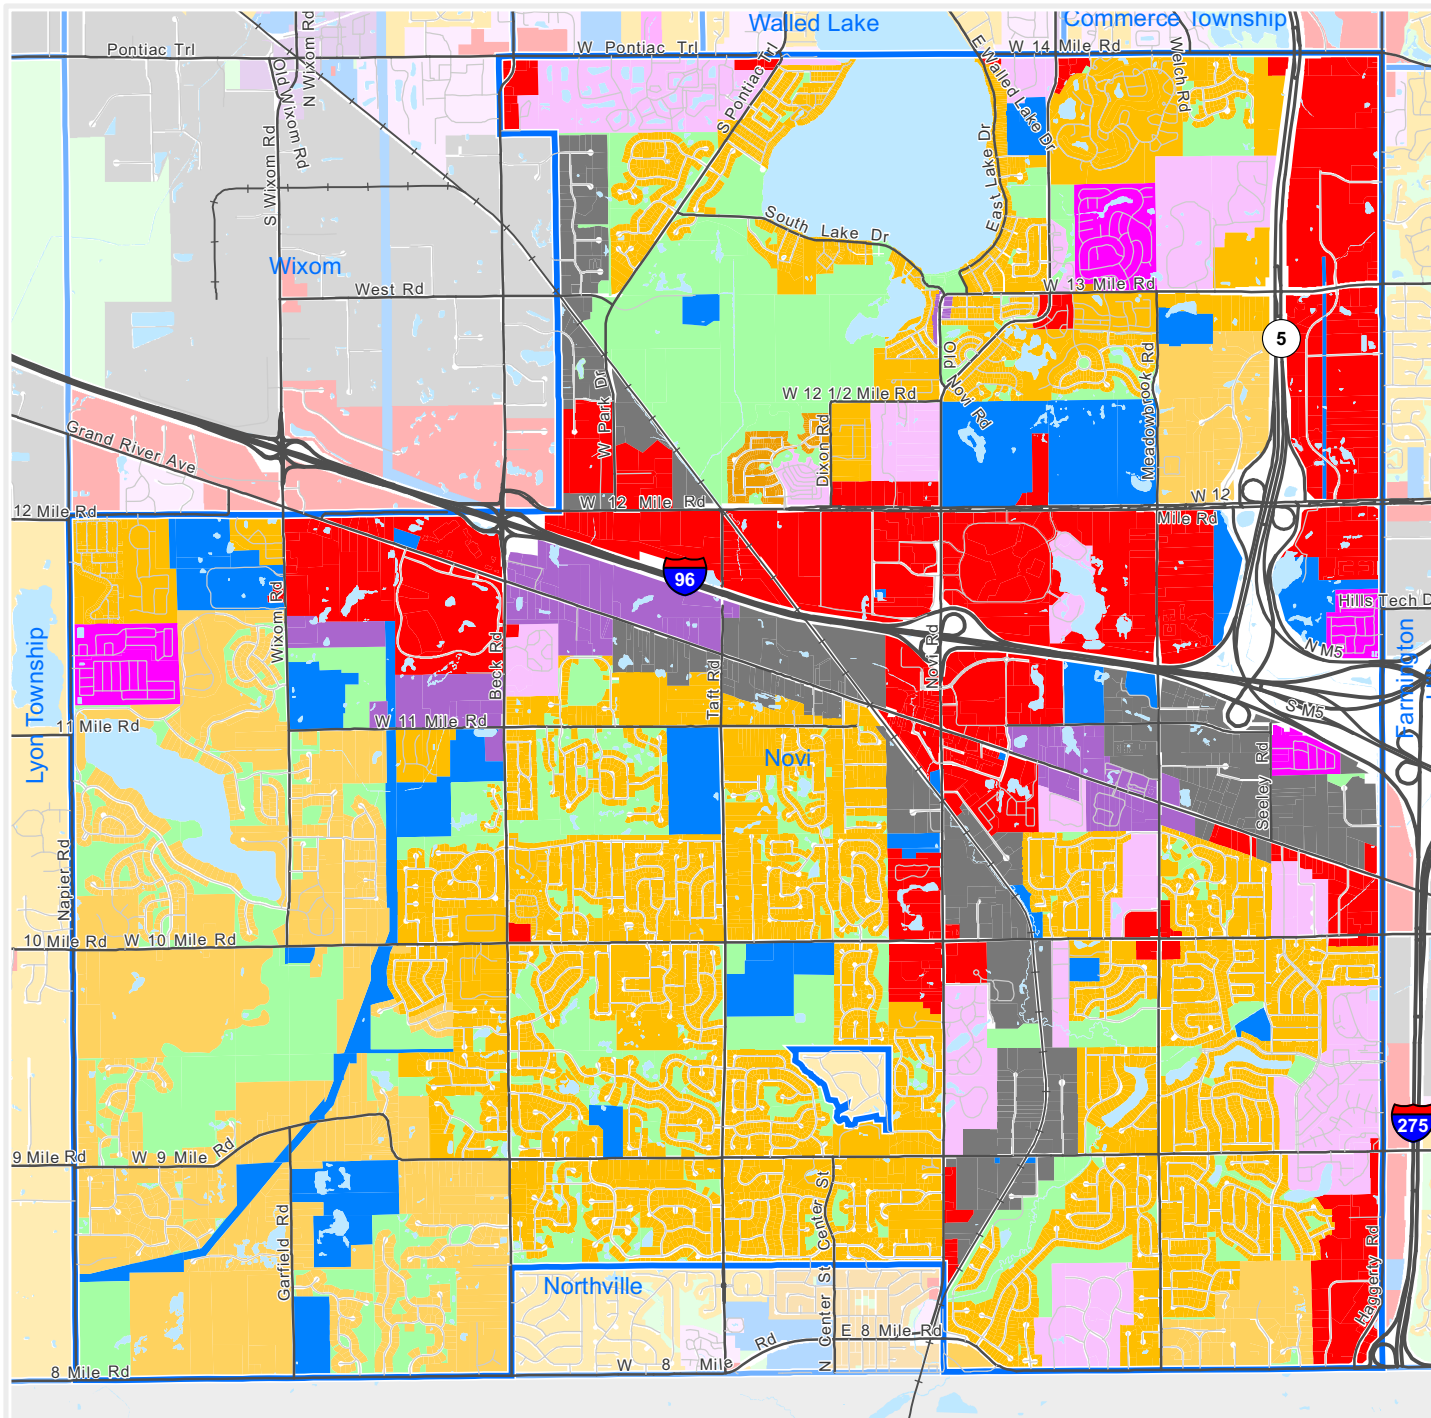 Walled Lake
Commerce Township
Pontiac Trl
W Pontiac Trl
W 14 Mile Rd
N Wixom Rd
Old Wixom Rd
S Wixom Rd
S Pontiac Trl
E Walled Lake Dr
Welch Rd
East Lake Dr
South Lake Dr
Wixom
West Rd
W 13 Mile Rd
5
Old
Novi Rd
Meadowbrook Rd
W Park Dr
W 12 1/2 Mile Rd
Dixon Rd
Grand River Ave
12 Mile Rd
W 12 Mile Rd
W 12
Mile Rd
96
Hills Tech D
Wixom Rd
Beck Rd
Taft Rd
Novi Rd
N M5
S M5
Farmington
Lyon Township
11 Mile Rd
W 11 Mile Rd
Novi
Seeley Rd
Napier Rd
10 Mile Rd
W 10 Mile Rd
9 Mile Rd
W 9 Mile Rd
275
Garfield Rd
N Center St
Center St
Haggerty Rd
Northville
E 8 Mile Rd
8 Mile Rd
W 8 Mile Rd